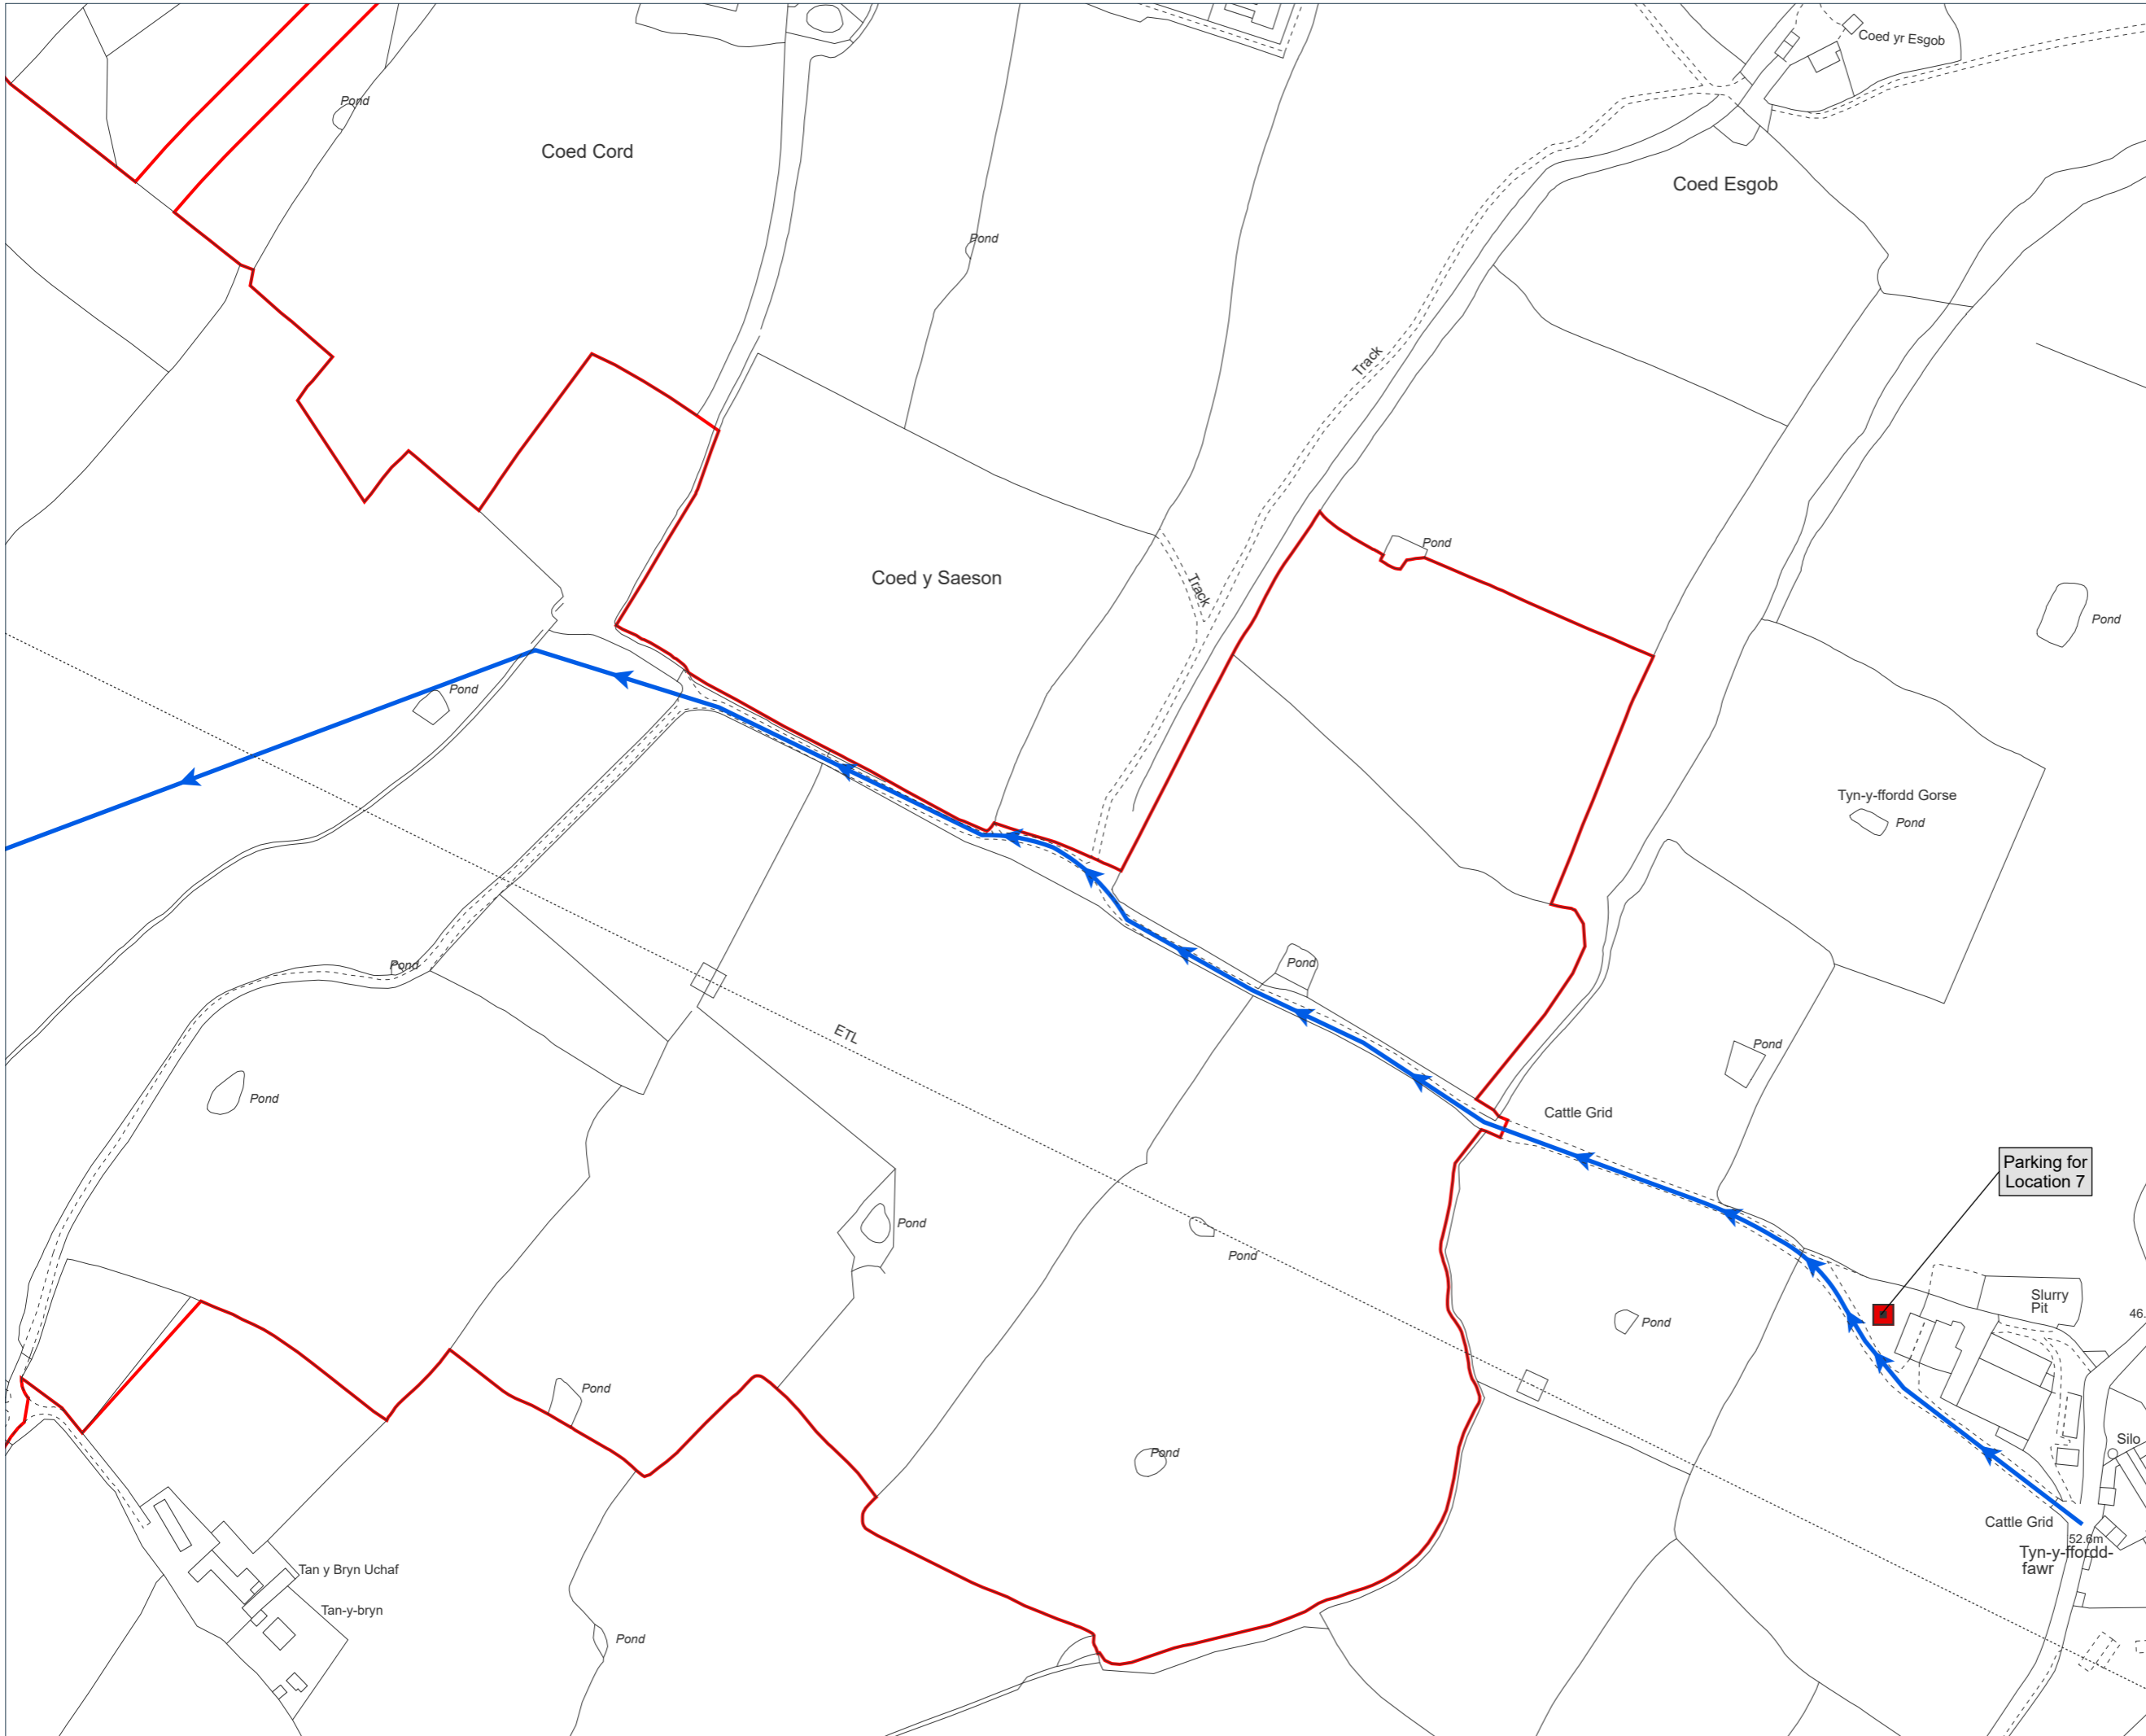 Coed yr Esgob
Pond
Coed Cord
Coed Esgob
Pond
Track
Pond
Coed y Saeson
Track
Pond
Pond
Tyn-y-ffordd Gorse
Pond
Pond
Pond
ETL
Pond
Pond
Cattle Grid
Parking for
Location 7
Pond
Pond
Slurry
Pit
46.
Pond
Pond
Silo
Pond
Cattle Grid
52.6m
Tyn-y-ffordd-
fawr
Tan y Bryn Uchaf
Tan-y-bryn
Pond